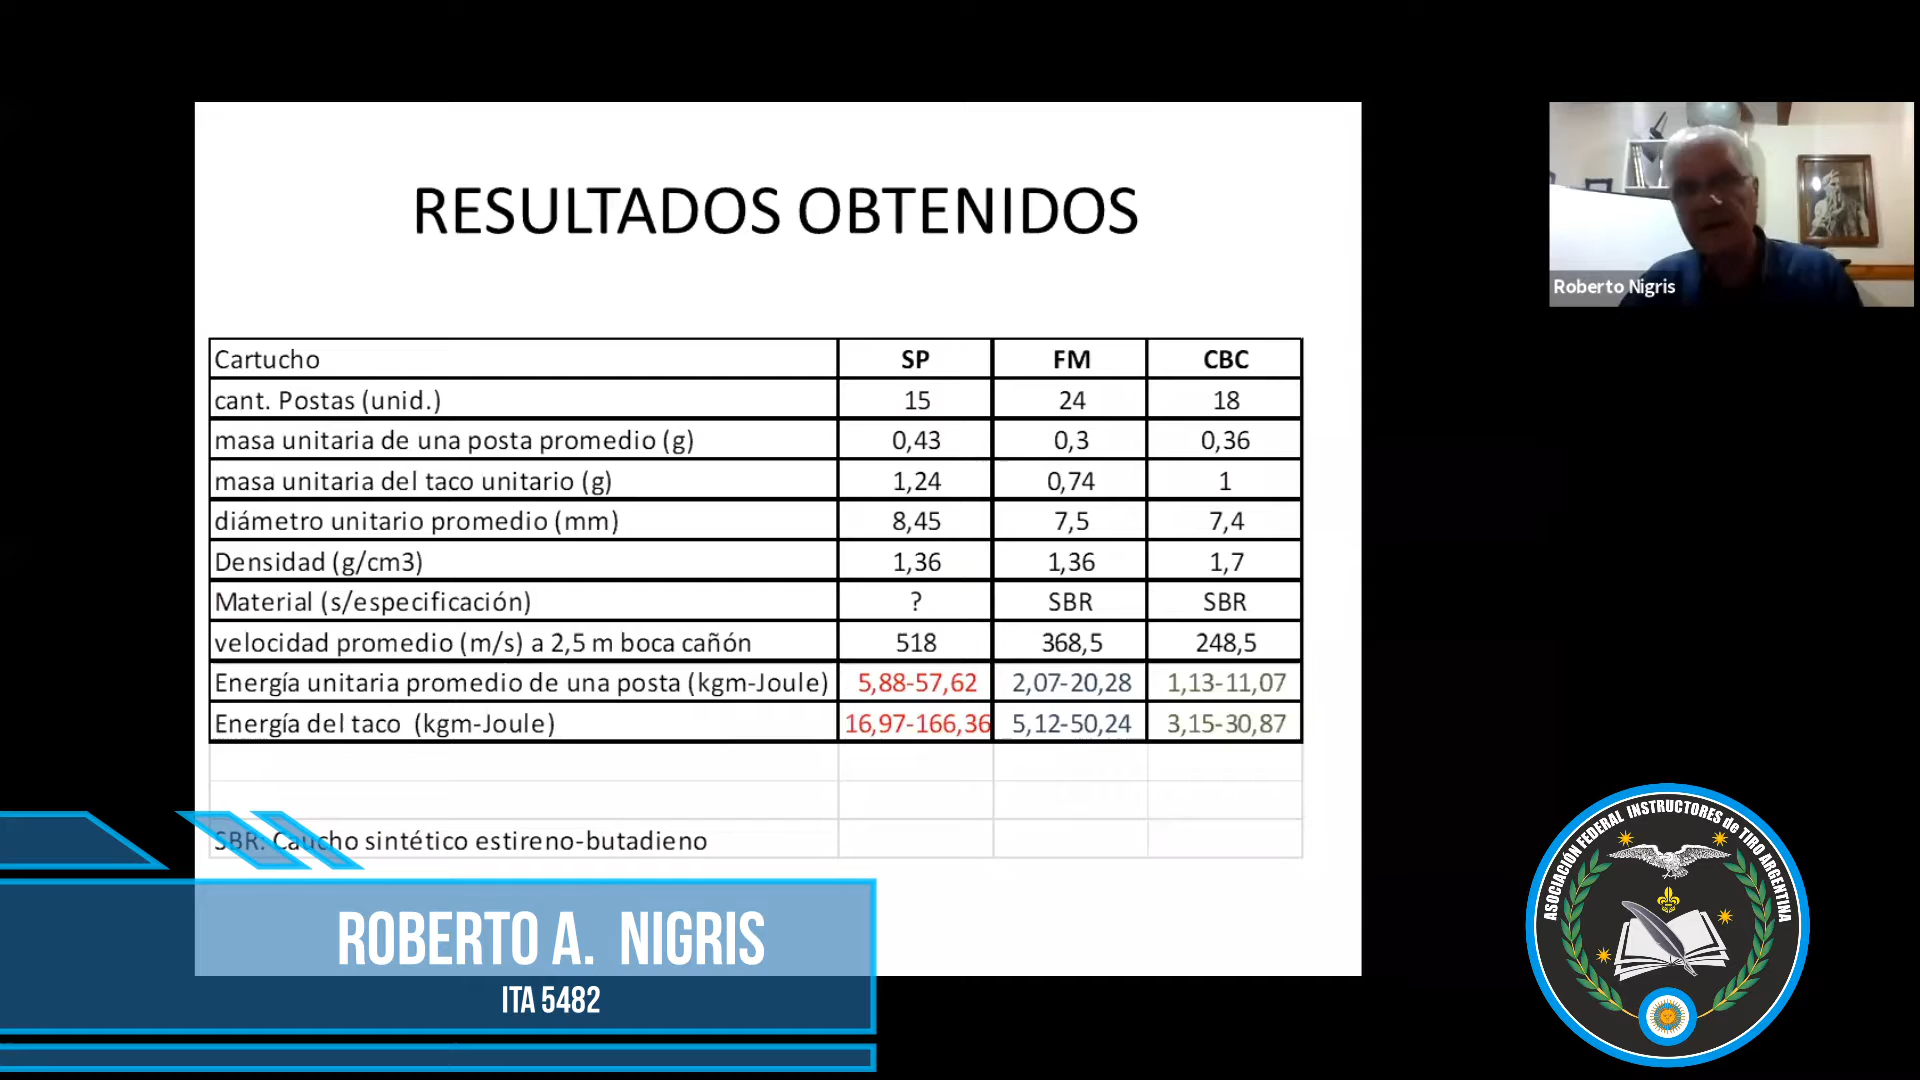 RESULTADOS OBTENIDOS
Roberto Nigris
Cartucho SP FM CBC
cant. Postas (unid.) 15 24 18
masa unitaria de una posta promedio (g) 0,43 0,3 0,36
masa unitaria del taco unitario (g) 1,24 0,74 1
diámetro unitario promedio (mm) 8,45 7,5 7,4
Densidad (g/cm3) 1,36 1,36 1,7
Material (s/especificación) ? SBR SBR
velocidad promedio (m/s) a 2,5 m boca cañón 518 368,5 248,5
Energía unitaria promedio de una posta (kgm-Joule) 5,88-57,62 2,07-20,28 1,13-11,07
Energía del taco (kgm-Joule) 16,97-166,36 5,12-50,24 3,15-30,87
SBR: Caucho sintético estireno-butadieno
ROBERTO A. NIGRIS
ITA 5482
ASOCIACIÓN FEDERAL INSTRUCTORES de TIRO ARGENTINA